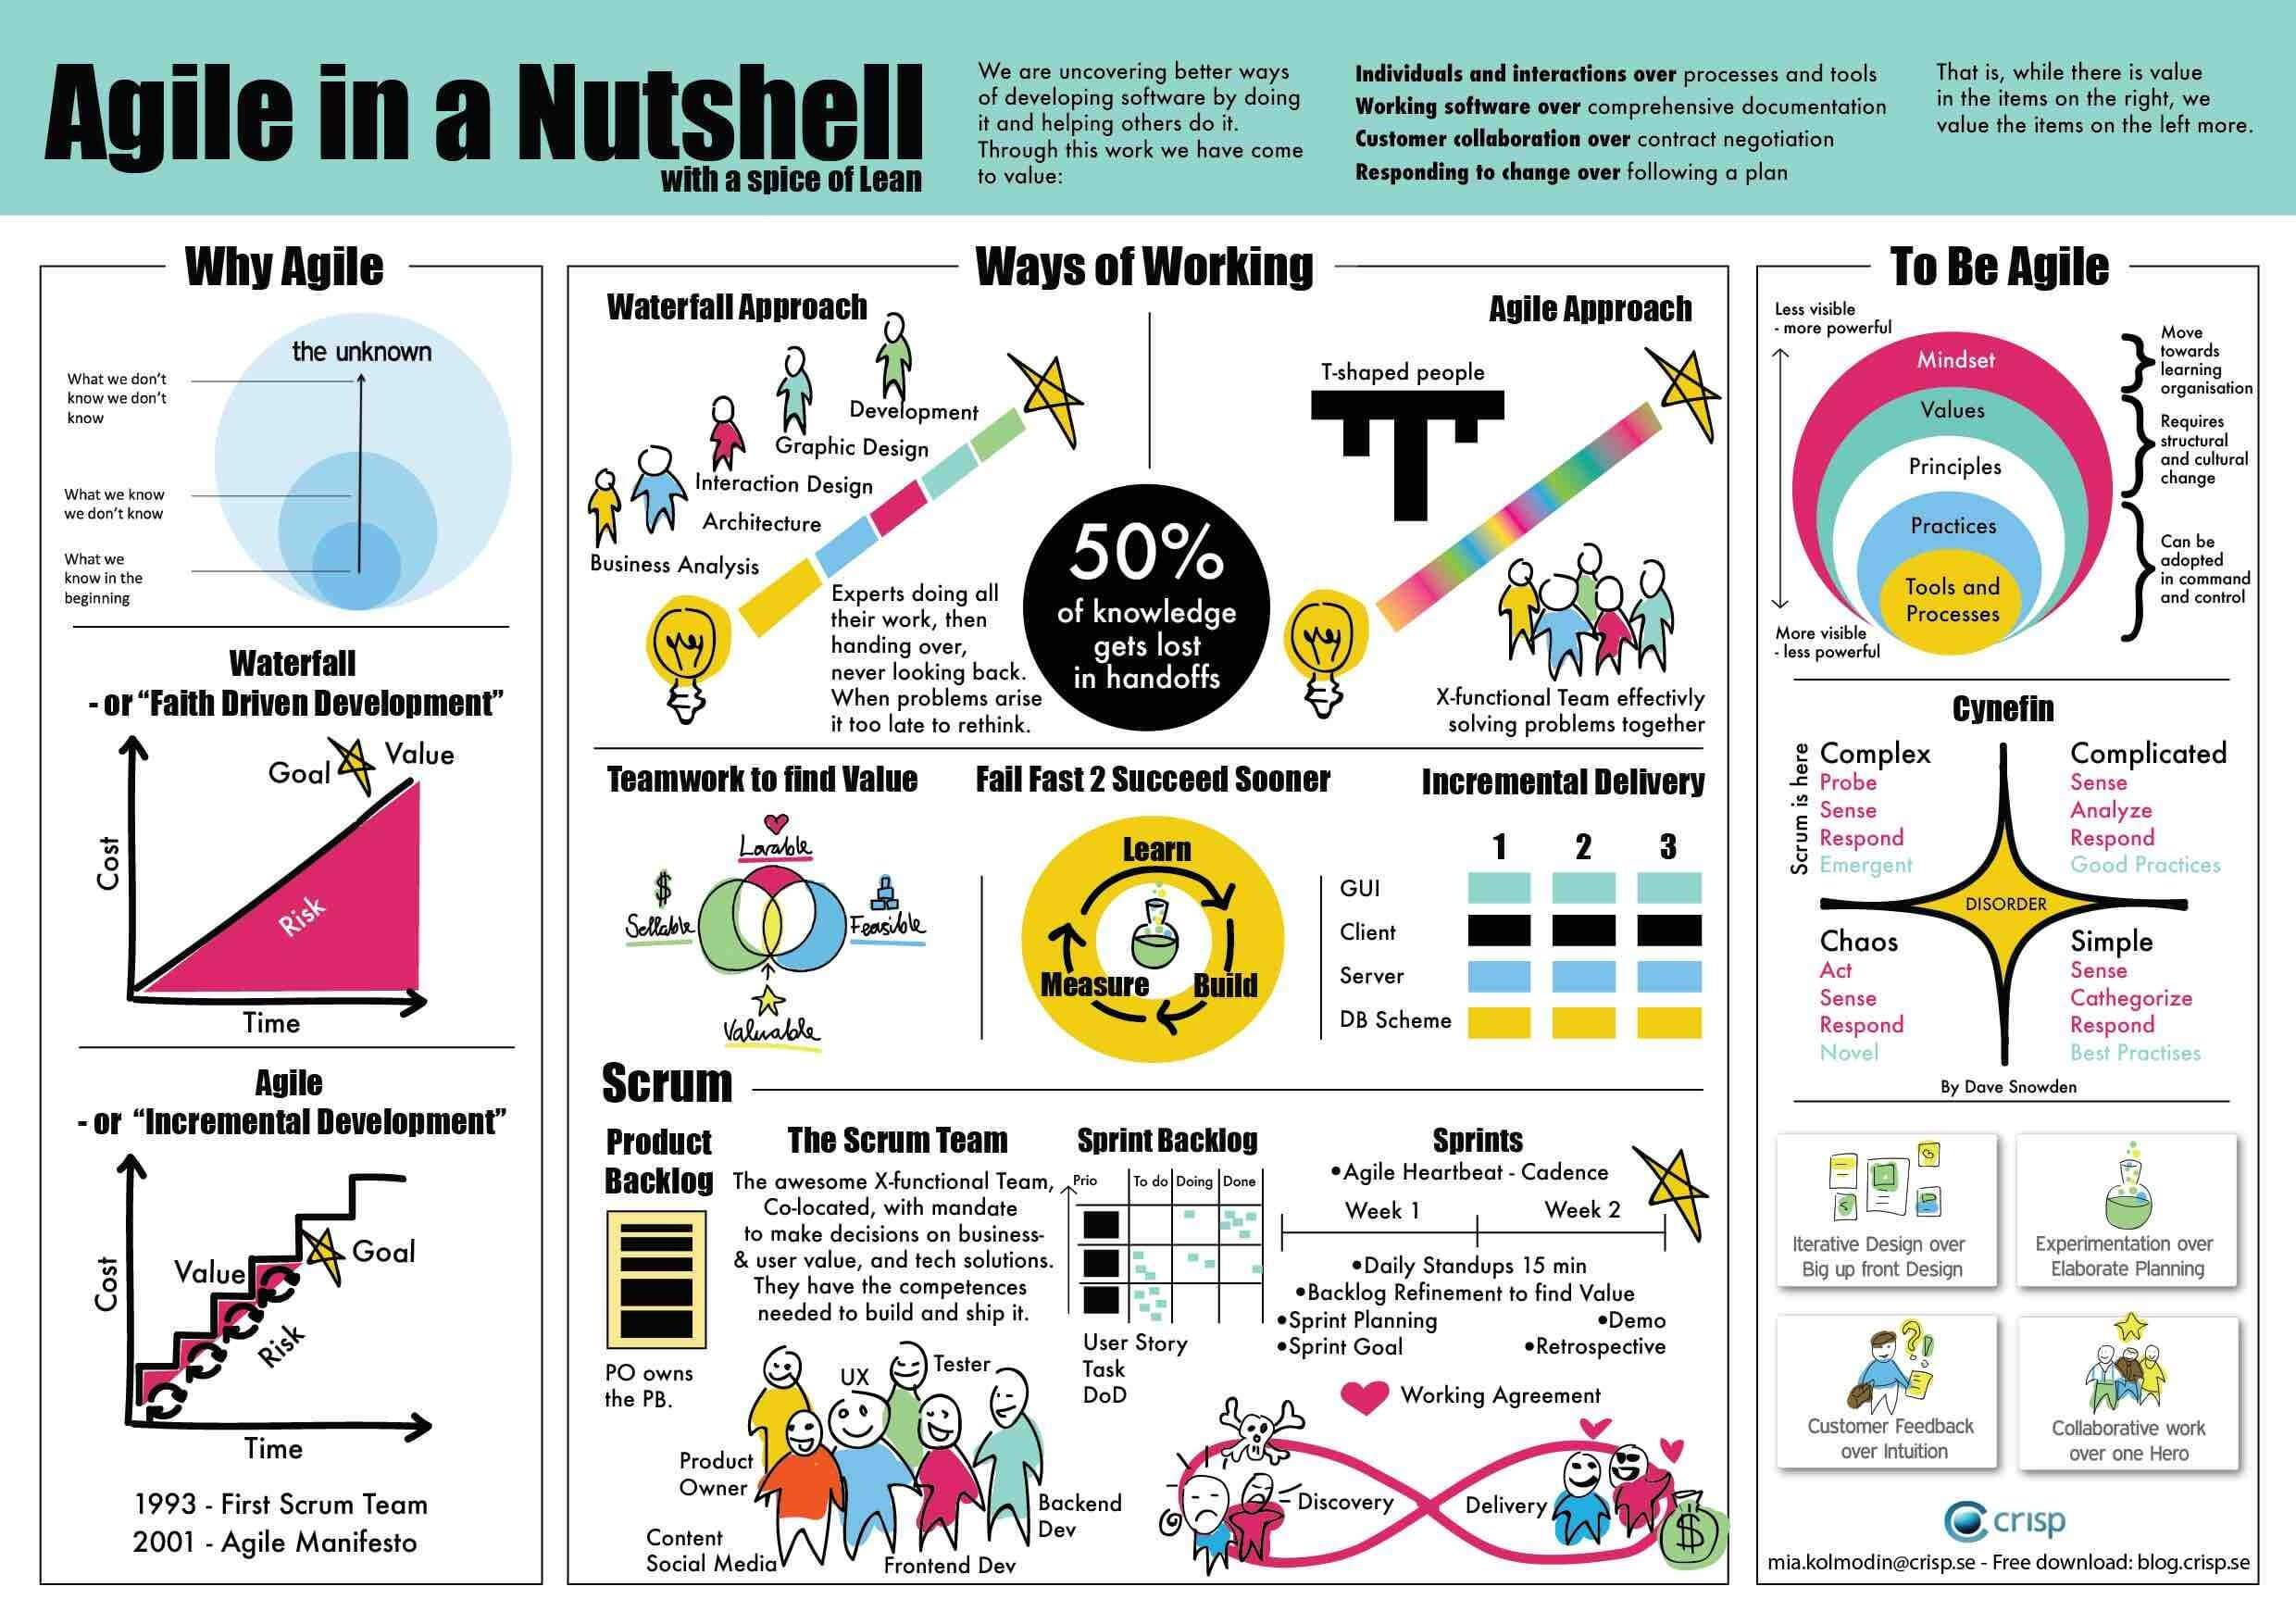 Agile in a Nutshell
with a spice of Lean
We are uncovering better ways
of developing software by doing
it and helping others do it.
Through this work we have come
to value:
Individuals and interactions over processes and tools
Working software over comprehensive documentation
Customer collaboration over contract negotiation
Responding to change over following a plan
That is, while there is value
in the items on the right, we
value the items on the left more.
Why Agile
the unknown
What we don't
know we don't
know
What we know
we don't know
What we
know in the
beginning
Waterfall
- or “Faith Driven Development”
Goal
Value
Cost
Risk
Time
Agile
- or “Incremental Development”
Value
Goal
Cost
Risk
Time
1993 - First Scrum Team
2001 - Agile Manifesto
Ways of Working
Waterfall Approach
Development
Graphic Design
Interaction Design
Architecture
Business Analysis
Experts doing all
their work, then
handing over,
never looking back.
When problems arise
it too late to rethink.
50%
of knowledge
gets lost
in handoffs
Agile Approach
T-shaped people
X-functional Team effectivly
solving problems together
Teamwork to find Value
Lovable
$
Sellable
Feasible
Valuable
Fail Fast 2 Succeed Sooner
Learn
Measure
Build
Incremental Delivery
1 2 3
GUI
Client
Server
DB Scheme
Scrum
Product
Backlog
PO owns
the PB.
The Scrum Team
The awesome X-functional Team,
Co-located, with mandate
to make decisions on business-
& user value, and tech solutions.
They have the competences
needed to build and ship it.
UX
Tester
Product
Owner
Content
Social Media
Frontend Dev
Backend
Dev
Sprint Backlog
Prio
To do
Doing
Done
User Story
Task
DoD
Sprints
•Agile Heartbeat - Cadence
Week 1
Week 2
•Daily Standups 15 min
•Backlog Refinement to find Value
•Sprint Planning
•Demo
•Sprint Goal
•Retrospective
Working Agreement
Discovery
Delivery
$
To Be Agile
Less visible
- more powerful
Mindset
Values
Principles
Practices
Tools and
Processes
More visible
- less powerful
Move
towards
learning
organisation
Requires
structural
and cultural
change
Can be
adopted
in command
and control
Cynefin
Scrum is here
Complex
Probe
Sense
Respond
Emergent
Complicated
Sense
Analyze
Respond
Good Practices
DISORDER
Chaos
Act
Sense
Respond
Novel
Simple
Sense
Cathegorize
Respond
Best Practises
By Dave Snowden
Iterative Design over
Big up front Design
Experimentation over
Elaborate Planning
Customer Feedback
over Intuition
Collaborative work
over one Hero
crisp
mia.kolmodin@crisp.se - Free download: blog.crisp.se